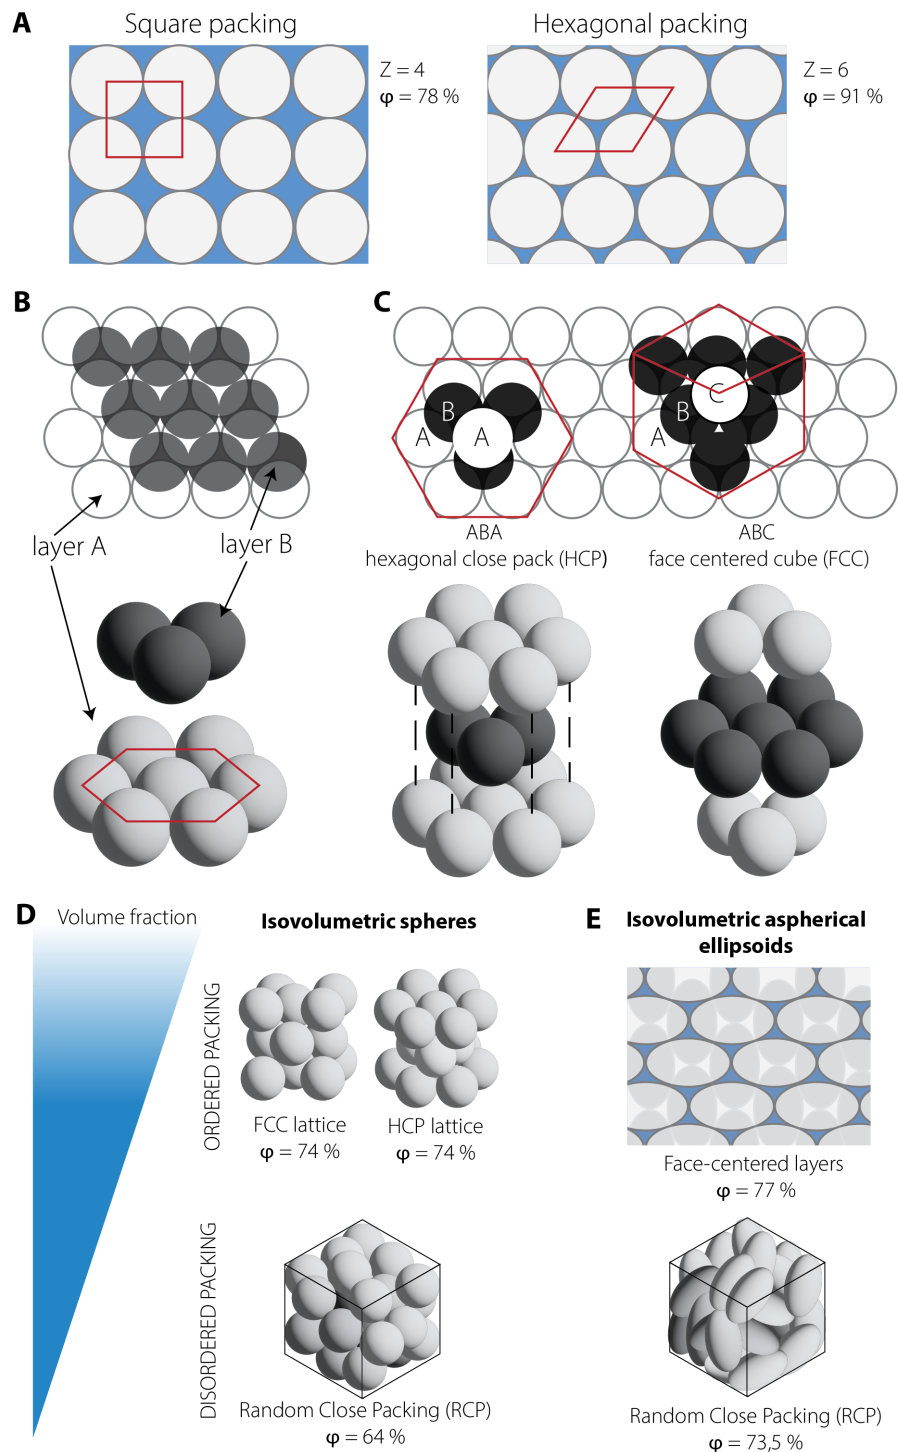 A
Square packing
Z = 4
φ = 78 %
Hexagonal packing
Z = 6
φ = 91 %
B
layer A
layer B
C
B
A
A
C
B
A
ABA
hexagonal close pack (HCP)
ABC
face centered cube (FCC)
D
Volume fraction
Isovolumetric spheres
ORDERED PACKING
FCC lattice
φ = 74 %
HCP lattice
φ = 74 %
DISORDERED PACKING
Random Close Packing (RCP)
φ = 64 %
E
Isovolumetric aspherical
ellipsoids
Face-centered layers
φ = 77 %
Random Close Packing (RCP)
φ = 73,5 %